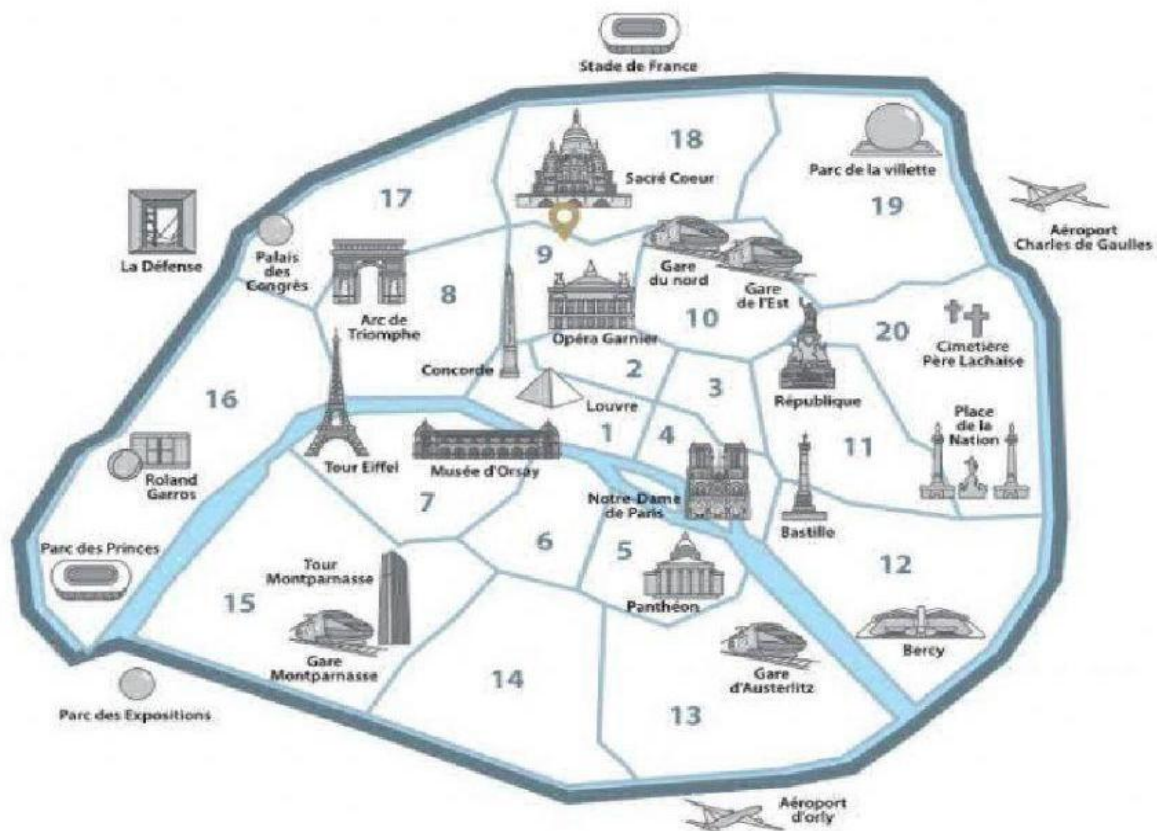 Stade de France
18
Sacré Coeur
Parc de la villette
17
19
Aéroport
Charles de Gaulles
La Défense
Palais
des
Congrès
9
Gare
du nord
Gare
de l'Est
8
Arc de
Triomphe
Opéra Garnier
10
20
Cimetière
Père Lachaise
Concorde
2
3
République
16
Louvre
1
4
11
Place
de la
Nation
Roland
Garros
Tour Eiffel
Musée d'Orsay
7
Notre-Dame
de Paris
Bastille
Parc des Princes
6
5
12
Tour
Montparnasse
15
Panthéon
Gare
Montparnasse
Bercy
14
Gare
d'Austerlitz
13
Parc des Expositions
Aéroport
d'orly